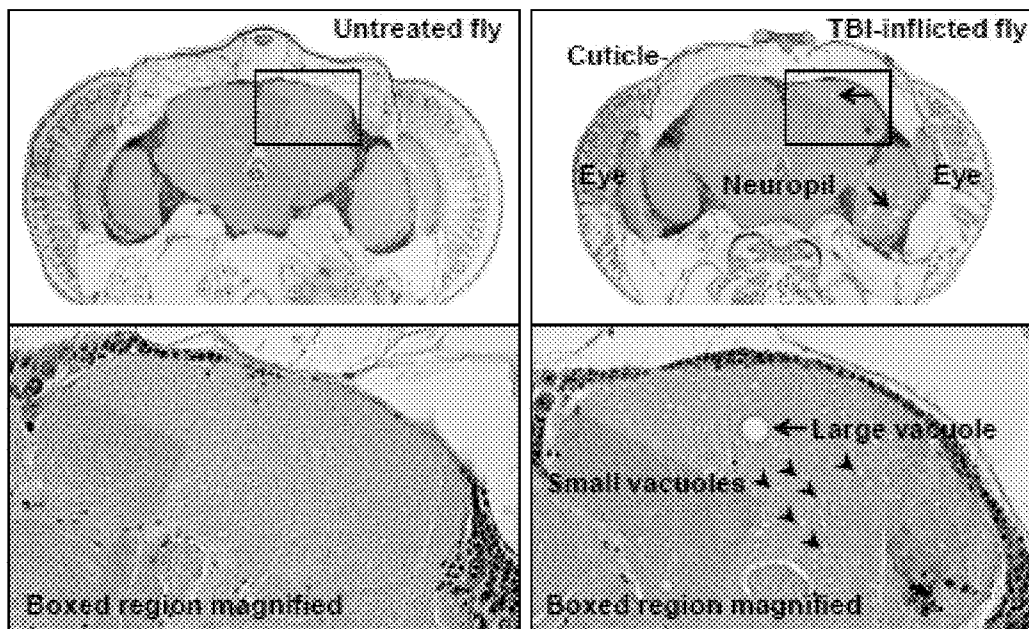 Untreated fly
TBI-inflicted fly
Cuticle-
Eye
Neuropil
Eye
Large vacuole
Small vacuoles
Boxed region magnified
Boxed region magnified